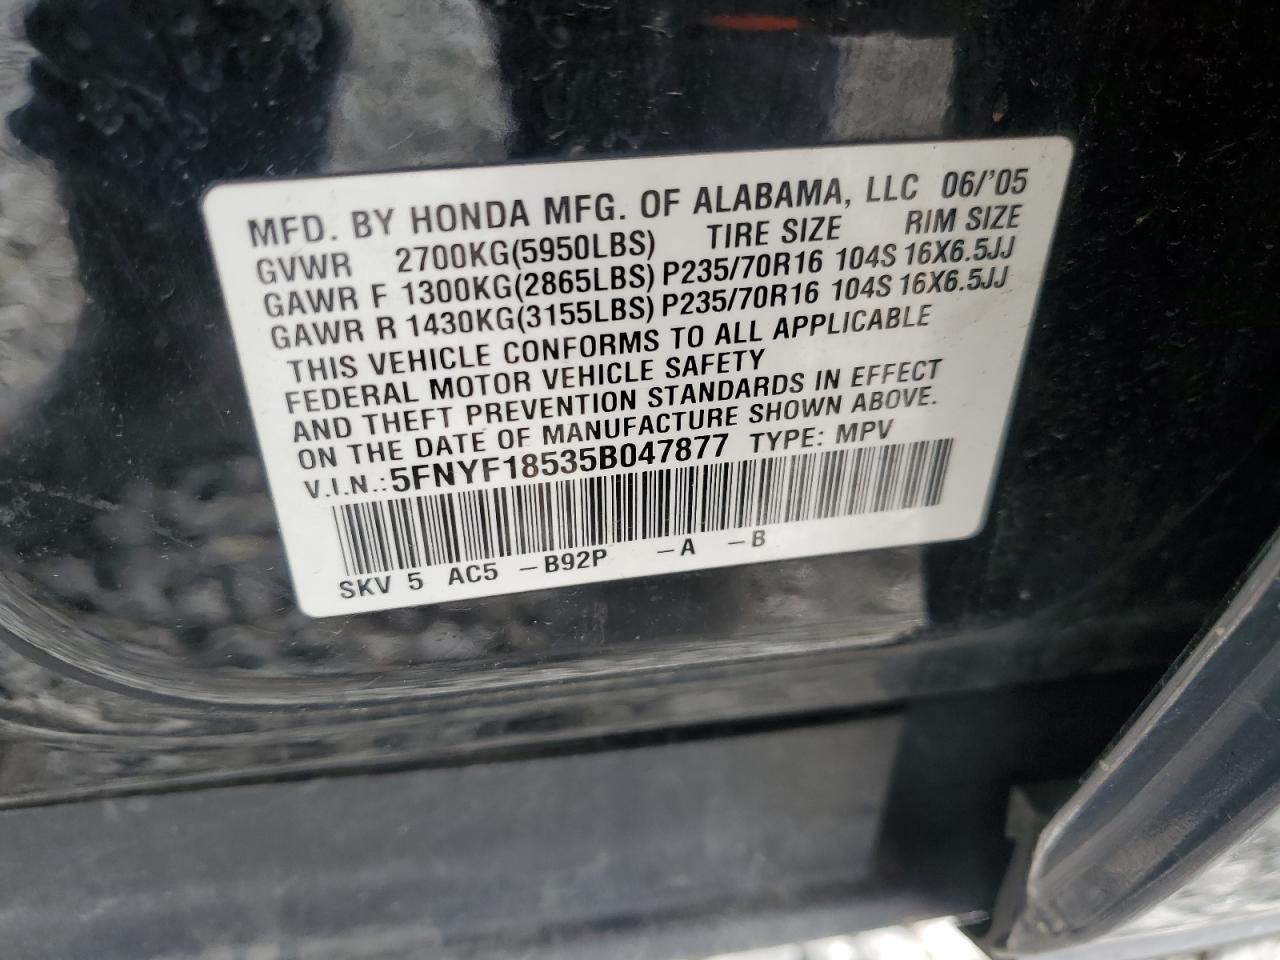 MFD. BY HONDA MFG. OF ALABAMA, LLC 06/'05
GVWR 2700KG(5950LBS) TIRE SIZE RIM SIZE
GAWR F 1300KG(2865LBS) P235/70R16 104S 16X6.5JJ
GAWR R 1430KG(3155LBS) P235/70R16 104S 16X6.5JJ
THIS VEHICLE CONFORMS TO ALL APPLICABLE
FEDERAL MOTOR VEHICLE SAFETY
AND THEFT PREVENTION STANDARDS IN EFFECT
ON THE DATE OF MANUFACTURE SHOWN ABOVE.
V.I.N.:5FNYF18535B047877 TYPE: MPV
SKV 5 AC5 -B92P -A -B